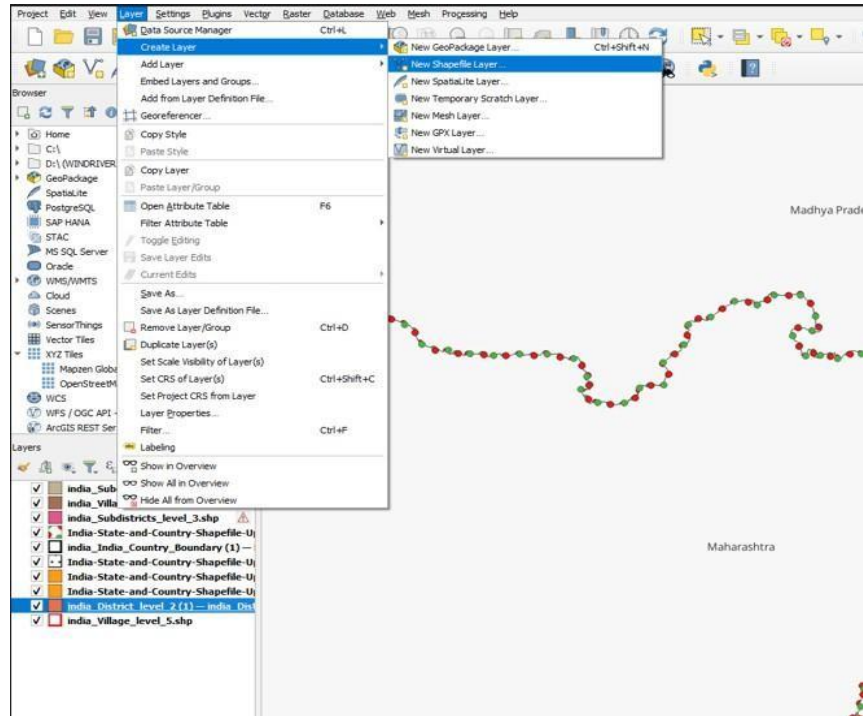 Project Edit View Layer Settings Plugins Vector Raster Database Web Mesh Processing Help
Data Source Manager Ctrl+L
Create Layer
Add Layer
Embed Layers and Groups...
Add from Layer Definition File...
Georeferencer...
Copy Style
Paste Style
Copy Layer
Paste Layer/Group
Open Attribute Table F6
Filter Attribute Table
Toggle Editing
Save Layer Edits
Current Edits
Save As...
Save As Layer Definition File...
Remove Layer/Group Ctrl+D
Duplicate Layer(s)
Set Scale Visibility of Layer(s)
Set CRS of Layer(s) Ctrl+Shift+C
Set Project CRS from Layer
Layer Properties...
Filter... Ctrl+F
Labeling
Show in Overview
Show All in Overview
Hide All from Overview
New GeoPackage Layer... Ctrl+Shift+N
New Shapefile Layer...
New SpatiaLite Layer...
New Temporary Scratch Layer...
New Mesh Layer...
New GPX Layer...
New Virtual Layer...
Browser
Home
C:\
D:\ (WINDRIVER
GeoPackage
SpatiaLite
PostgreSQL
SAP HANA
STAC
MS SQL Server
Oracle
WMS/WMTS
Cloud
Scenes
SensorThings
Vector Tiles
XYZ Tiles
Mapzen Globa
OpenStreetM
WCS
WFS / OGC API -
ArcGIS REST Ser
Layers
india_Sub
india_Villa
india_Subdistricts_level_3.shp
India-State-and-Country-Shapefile-U
india_India_Country_Boundary (1) —
India-State-and-Country-Shapefile-U
India-State-and-Country-Shapefile-U
India-State-and-Country-Shapefile-U
india_District_level_2 (1) — india_Dist
india_Village_level_5.shp
Madhya Prade
Maharashtra